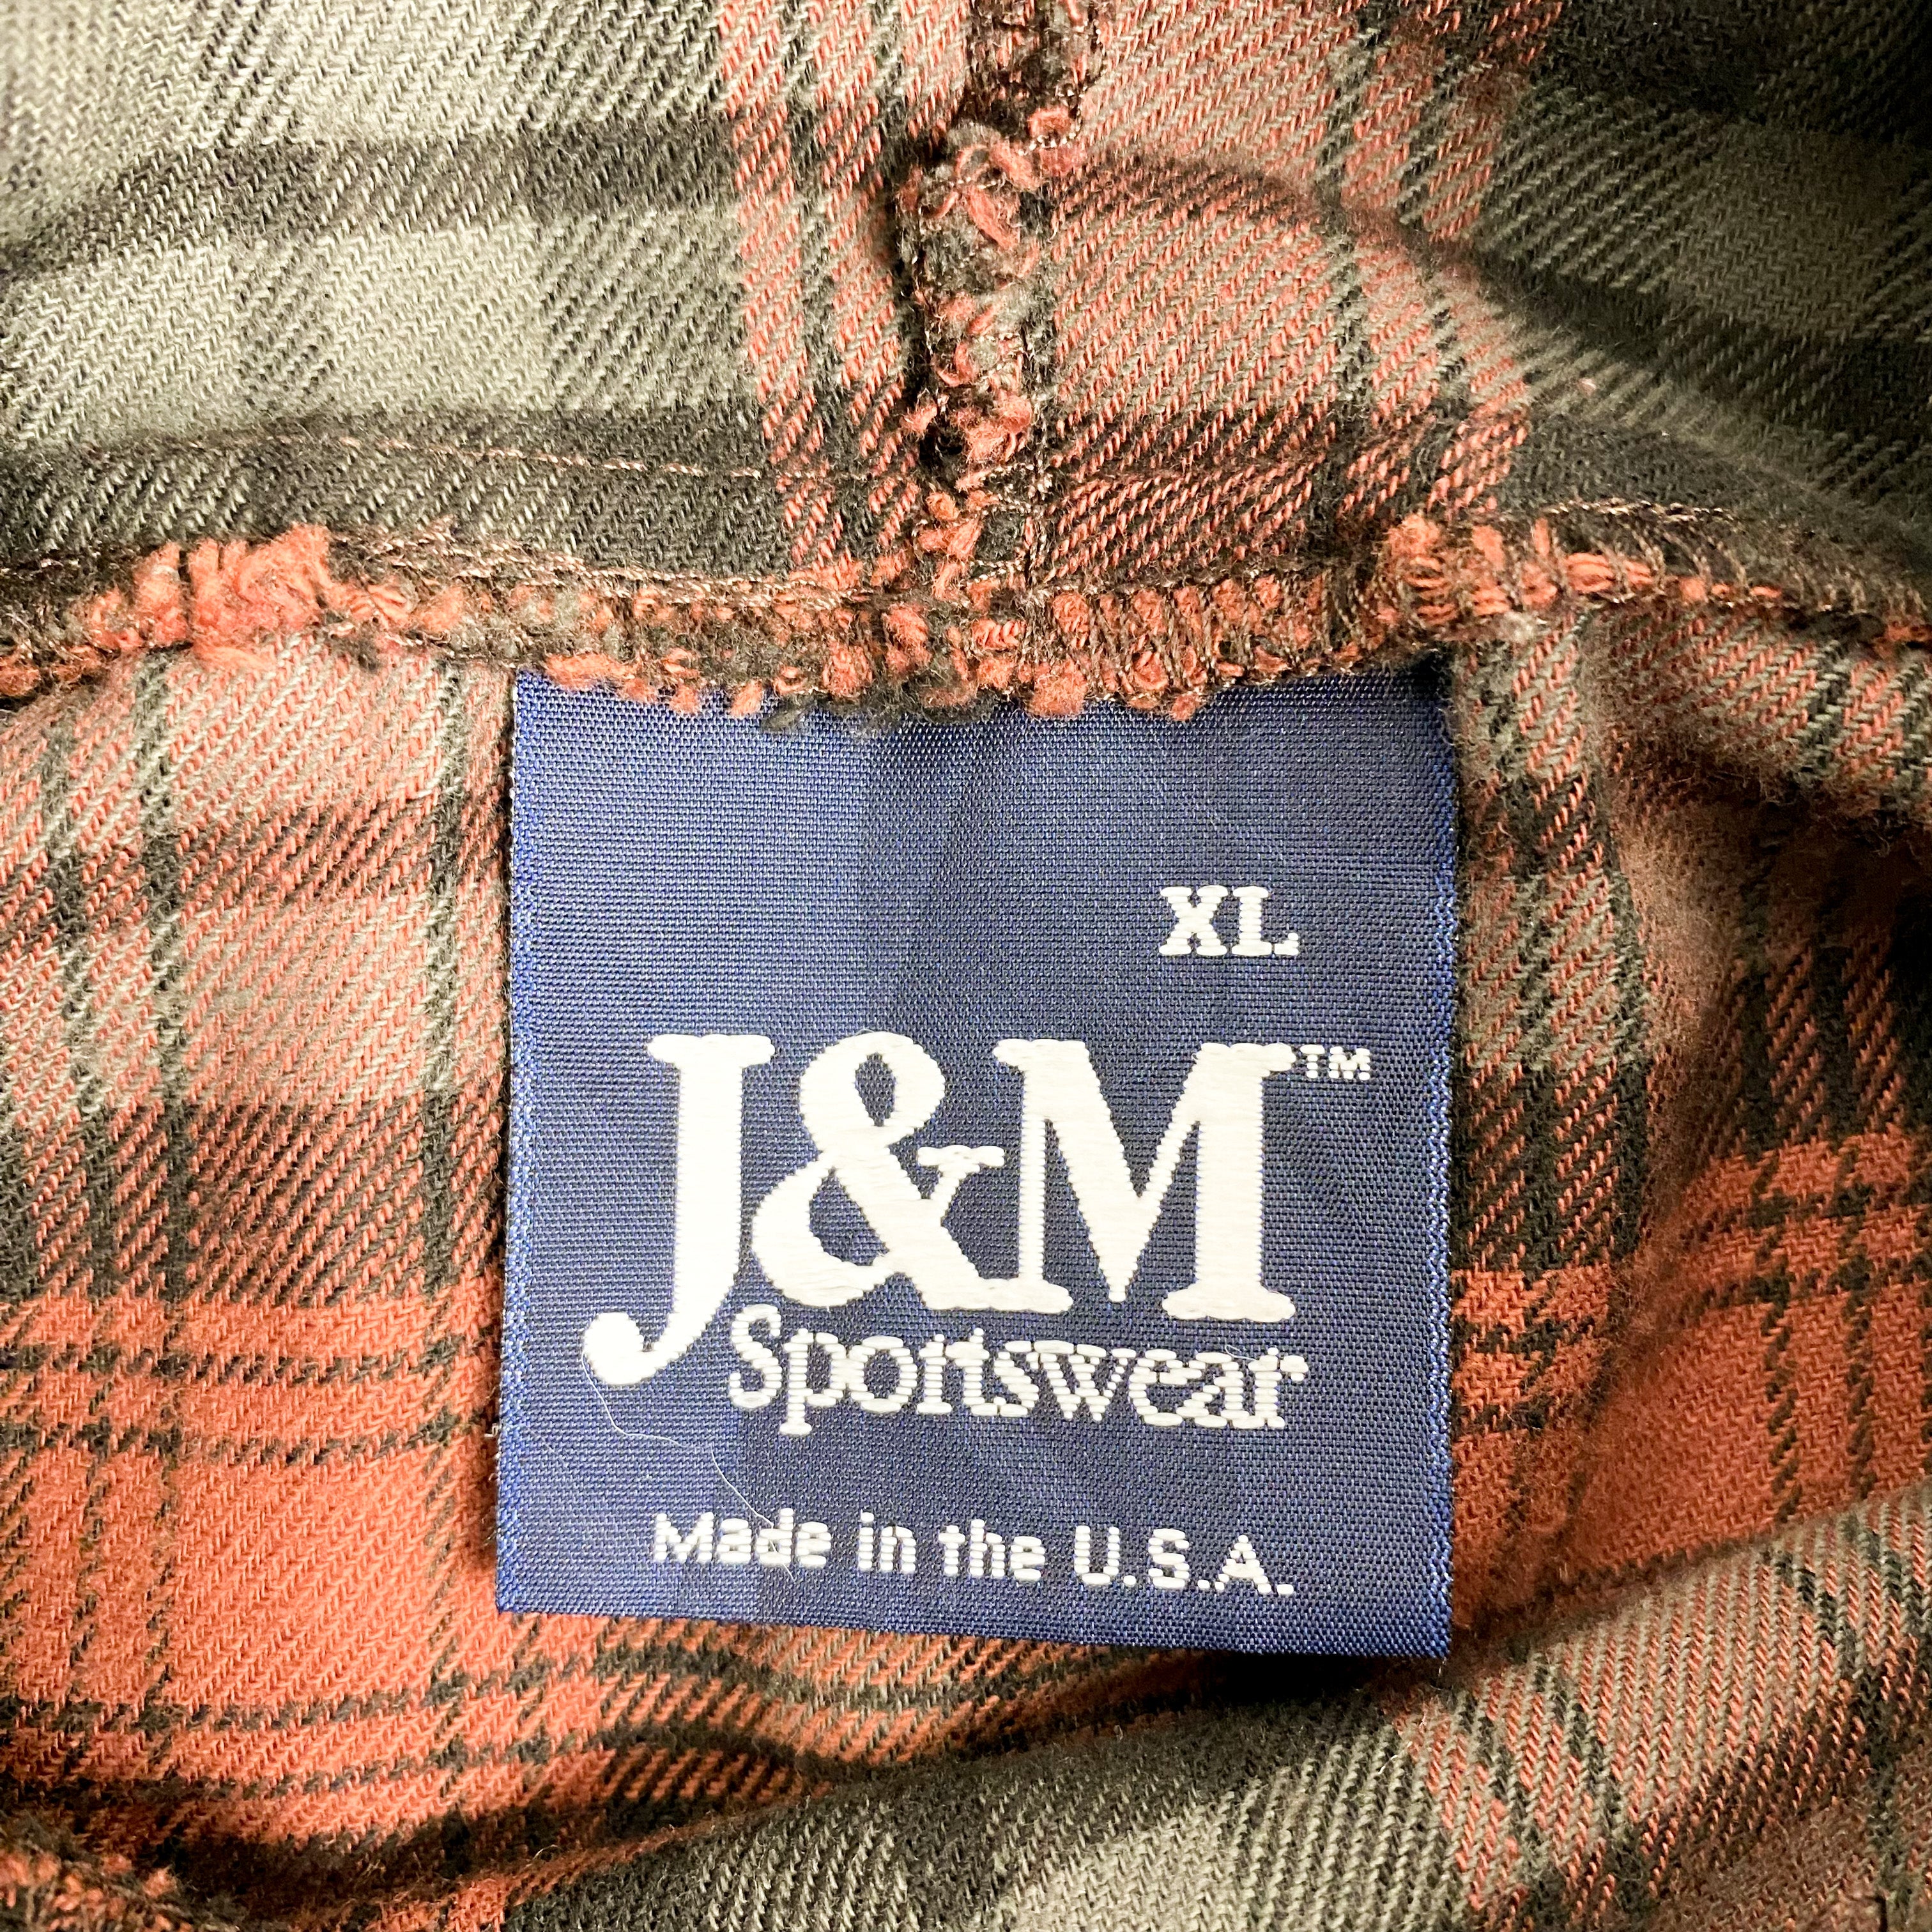 XL
J&M™
Sportswear
Made in the U.S.A.